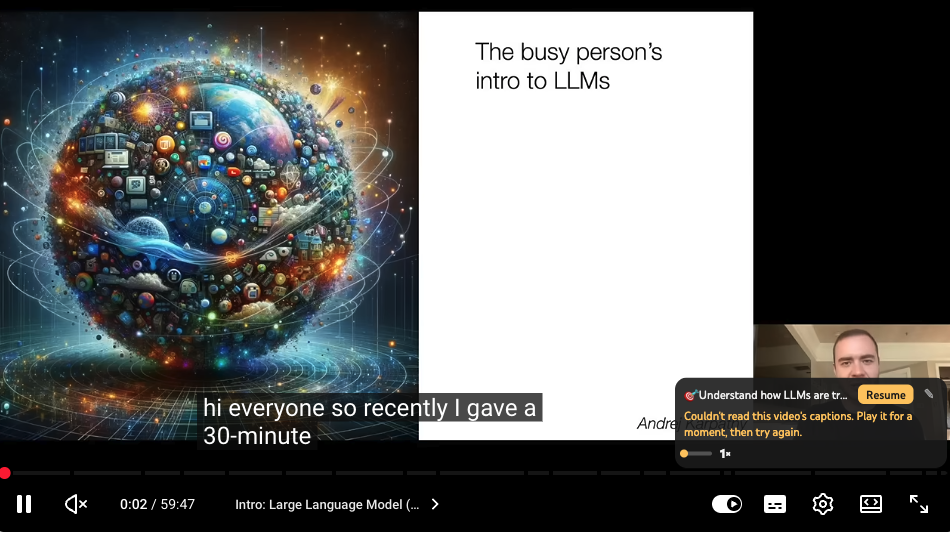 The busy person's
intro to LLMs
hi everyone so recently I gave a
30-minute
Andrej
🎯Understand how LLMs are tr...
Resume
Couldn't read this video's captions. Play it for a
moment, then try again.
1×
0:02 / 59:47
Intro: Large Language Model (...